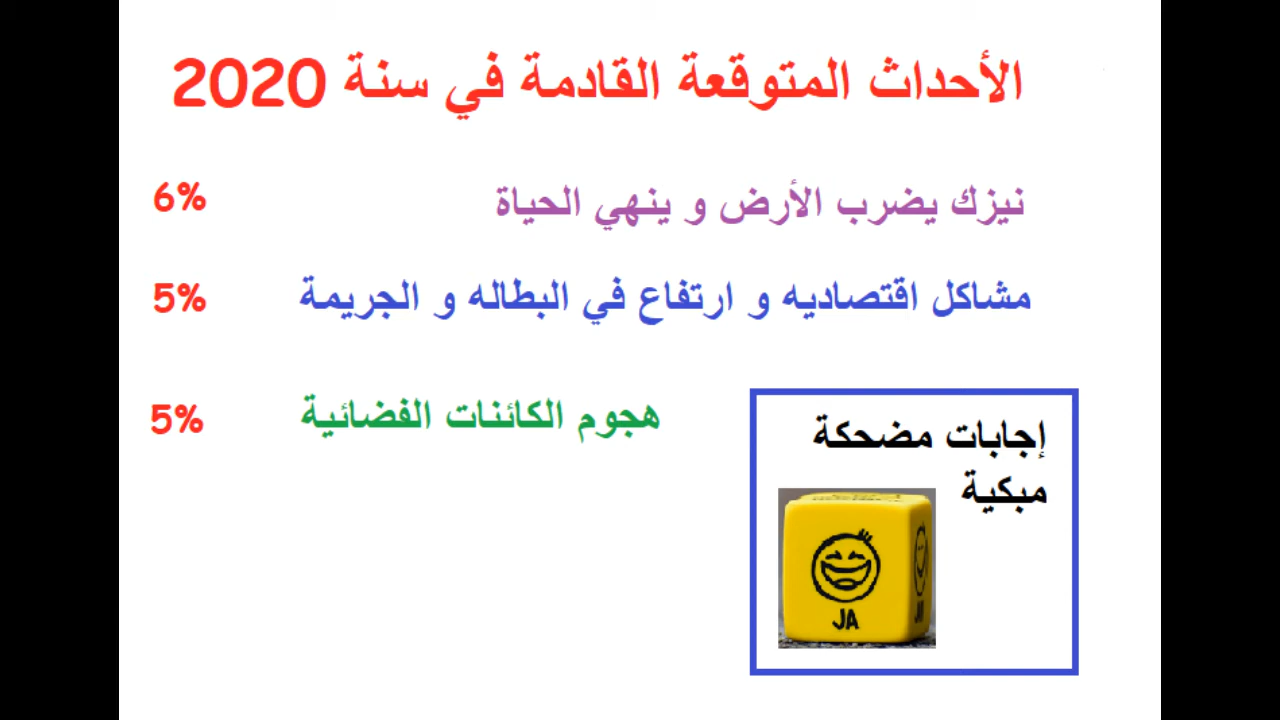 الأحداث المتوقعة القادمة في سنة 2020
نيزك يضرب الأرض و ينهي الحياة 6%
مشاكل اقتصاديه و ارتفاع في البطاله و الجريمة 5%
هجوم الكائنات الفضائية 5%
إجابات مضحكة
مبكية
JA